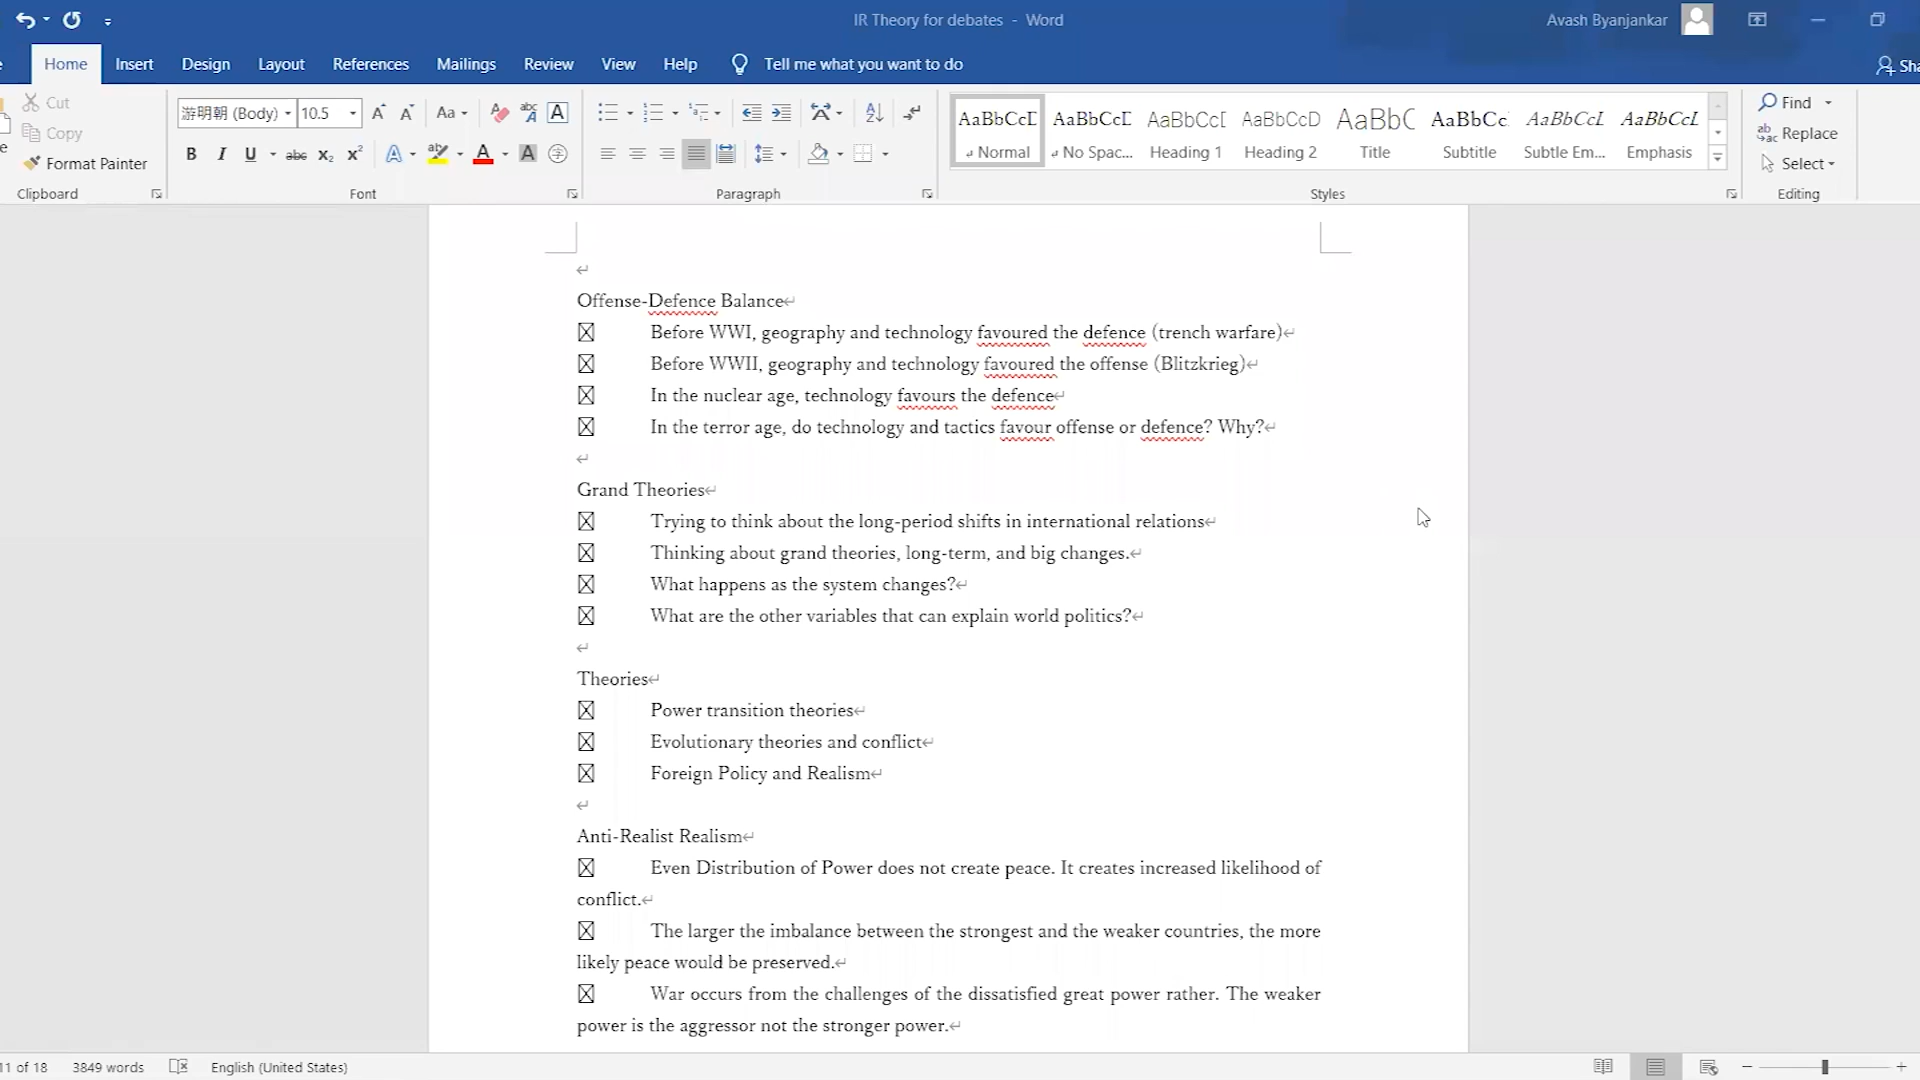 IR Theory for debates - Word
Avash Byanjankar
Home Insert Design Layout References Mailings Review View Help Tell me what you want to do
Cut
Copy
Format Painter
Clipboard
游明朝 (Body) 10.5
Aa
abc
A
B I U abc X₂ X² A A A 字
Font
Paragraph
AaBbCcD AaBbCcD AaBbCcD AaBbCcD AaBbC AaBbCc AaBbCcL AaBbCcL
Normal No Spac... Heading 1 Heading 2 Title Subtitle Subtle Em... Emphasis
Styles
Find
Replace
Select
Editing
Offense-Defence Balance
Before WWI, geography and technology favoured the defence (trench warfare)
Before WWII, geography and technology favoured the offense (Blitzkrieg)
In the nuclear age, technology favours the defence
In the terror age, do technology and tactics favour offense or defence? Why?
Grand Theories
Trying to think about the long-period shifts in international relations
Thinking about grand theories, long-term, and big changes.
What happens as the system changes?
What are the other variables that can explain world politics?
Theories
Power transition theories
Evolutionary theories and conflict
Foreign Policy and Realism
Anti-Realist Realism
Even Distribution of Power does not create peace. It creates increased likelihood of
conflict.
The larger the imbalance between the strongest and the weaker countries, the more
likely peace would be preserved.
War occurs from the challenges of the dissatisfied great power rather. The weaker
power is the aggressor not the stronger power.
11 of 18 3849 words English (United States)